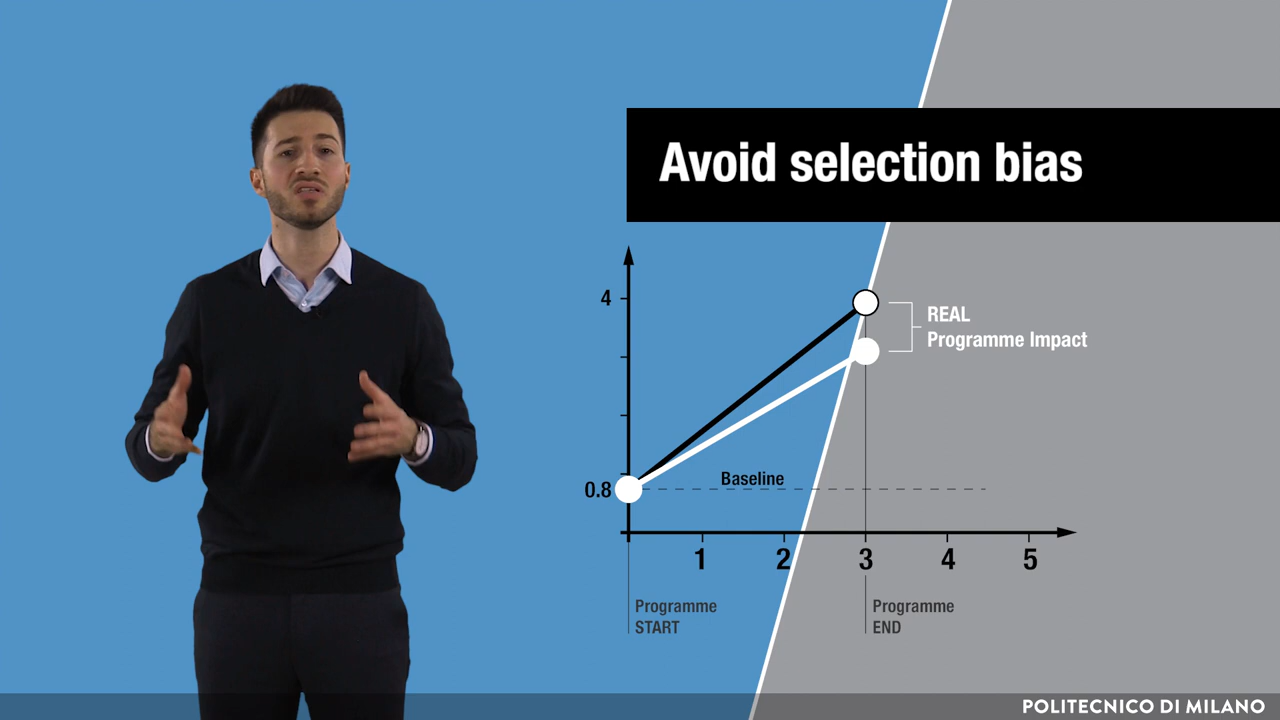 Avoid selection bias
4
REAL
Programme Impact
Baseline
0.8
1 2 3 4 5
Programme
START
Programme
END
POLITECNICO DI MILANO